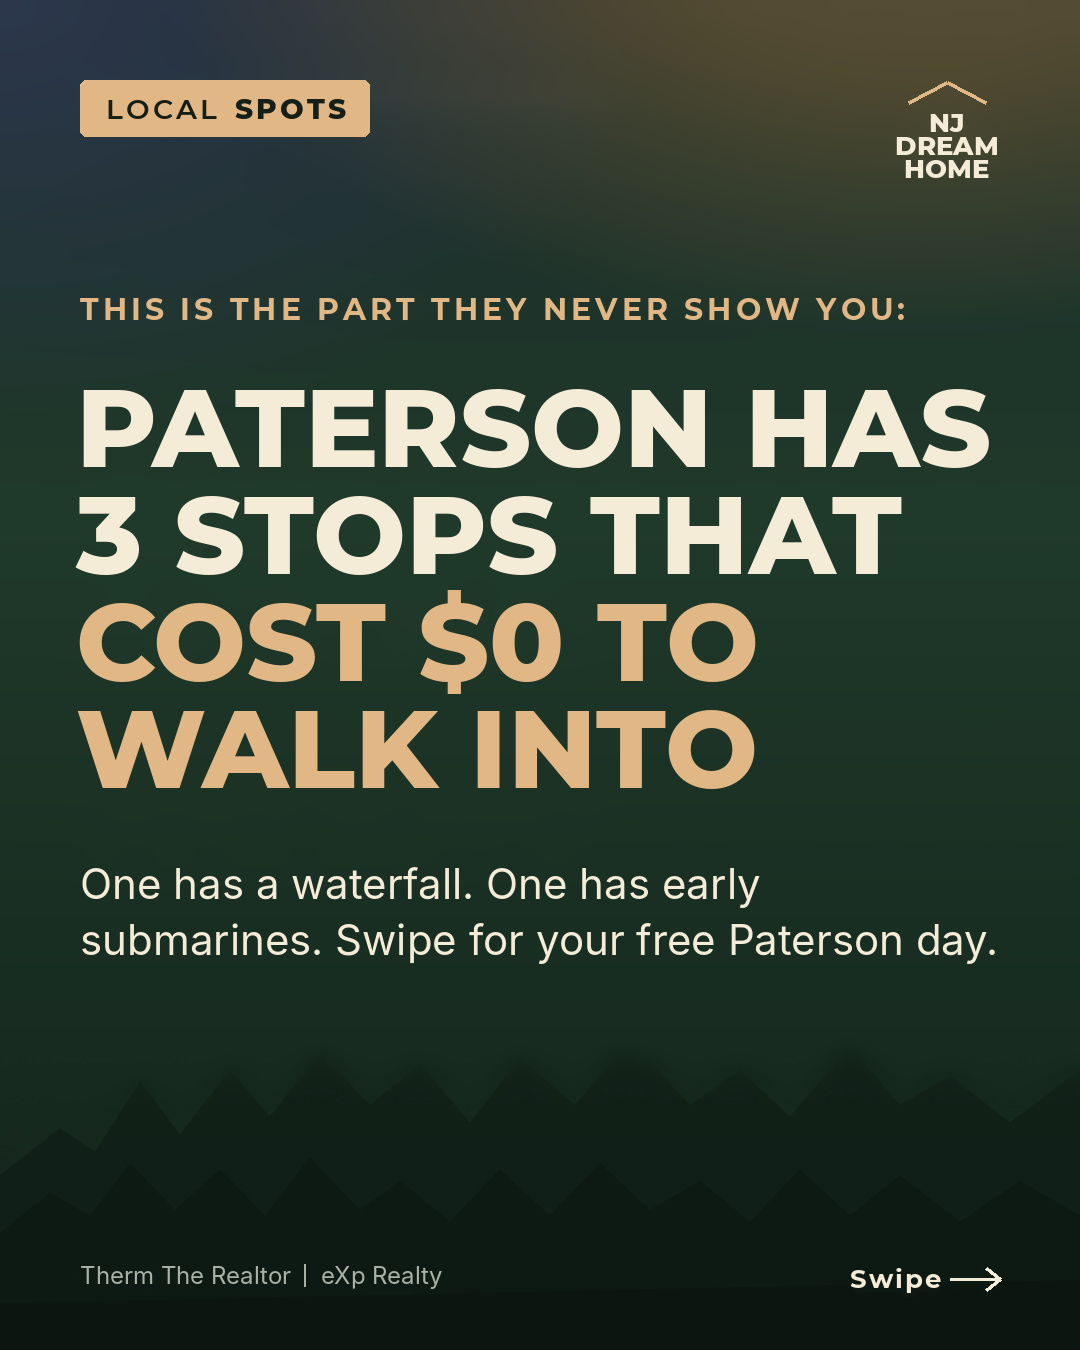 LOCAL SPOTS
NJ
DREAM
HOME
THIS IS THE PART THEY NEVER SHOW YOU:
PATERSON HAS
3 STOPS THAT
COST $0 TO
WALK INTO
One has a waterfall. One has early
submarines. Swipe for your free Paterson day.
Therm The Realtor | eXp Realty
Swipe